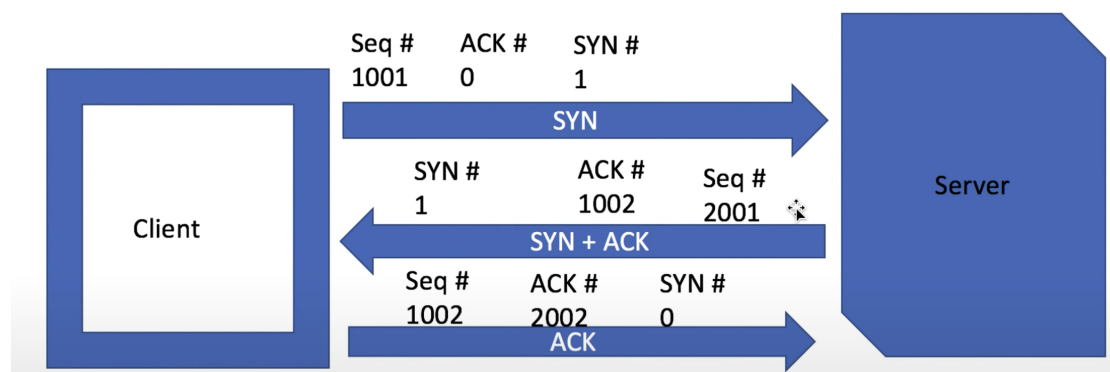 Seq # ACK # SYN #
1001 0 1
SYN
Client
Server
SYN # ACK # Seq #
1 1002 2001
SYN + ACK
Seq # ACK # SYN #
1002 2002 0
ACK